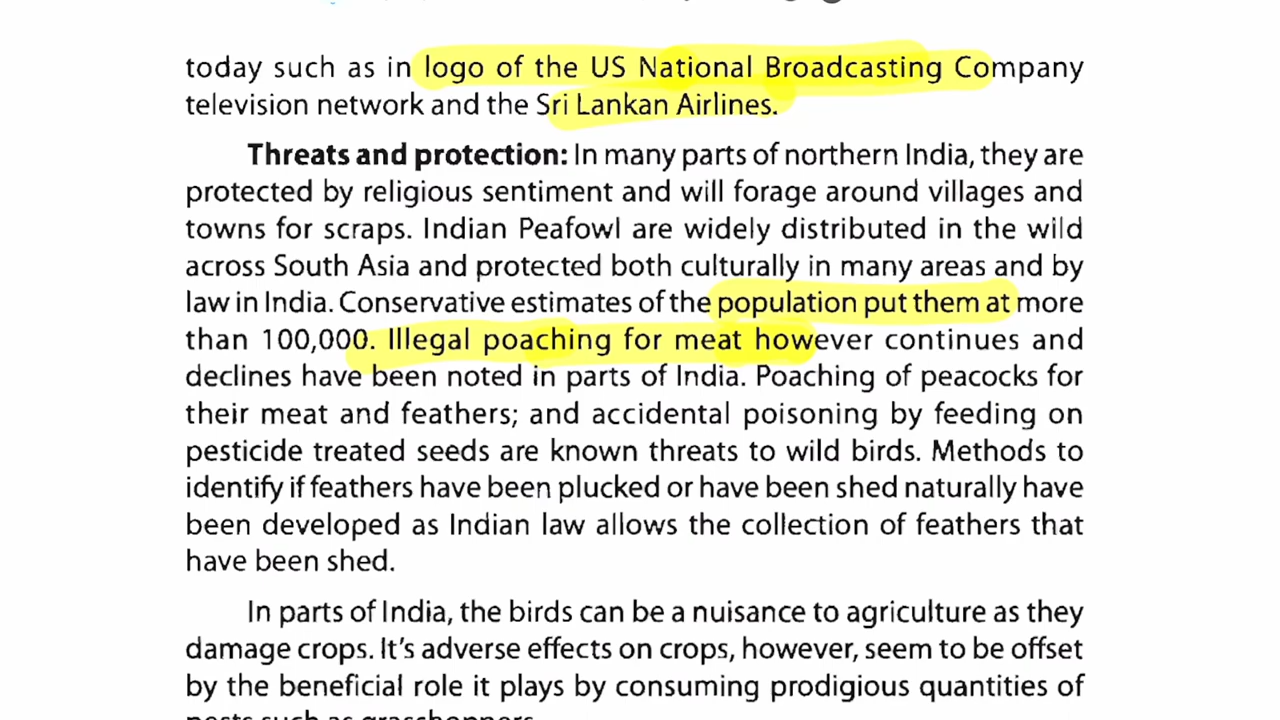 today such as in logo of the US National Broadcasting Company
television network and the Sri Lankan Airlines.
Threats and protection: In many parts of northern India, they are
protected by religious sentiment and will forage around villages and
towns for scraps. Indian Peafowl are widely distributed in the wild
across South Asia and protected both culturally in many areas and by
law in India. Conservative estimates of the population put them at more
than 100,000. Illegal poaching for meat however continues and
declines have been noted in parts of India. Poaching of peacocks for
their meat and feathers; and accidental poisoning by feeding on
pesticide treated seeds are known threats to wild birds. Methods to
identify if feathers have been plucked or have been shed naturally have
been developed as Indian law allows the collection of feathers that
have been shed.
In parts of India, the birds can be a nuisance to agriculture as they
damage crops. It's adverse effects on crops, however, seem to be offset
by the beneficial role it plays by consuming prodigious quantities of
pests such as grasshoppers.